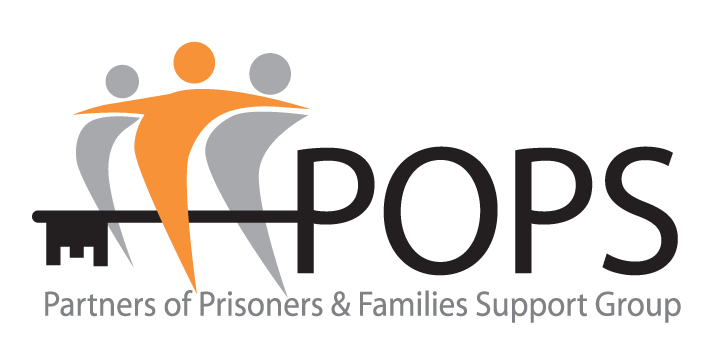 POPS
Partners of Prisoners & Families Support Group